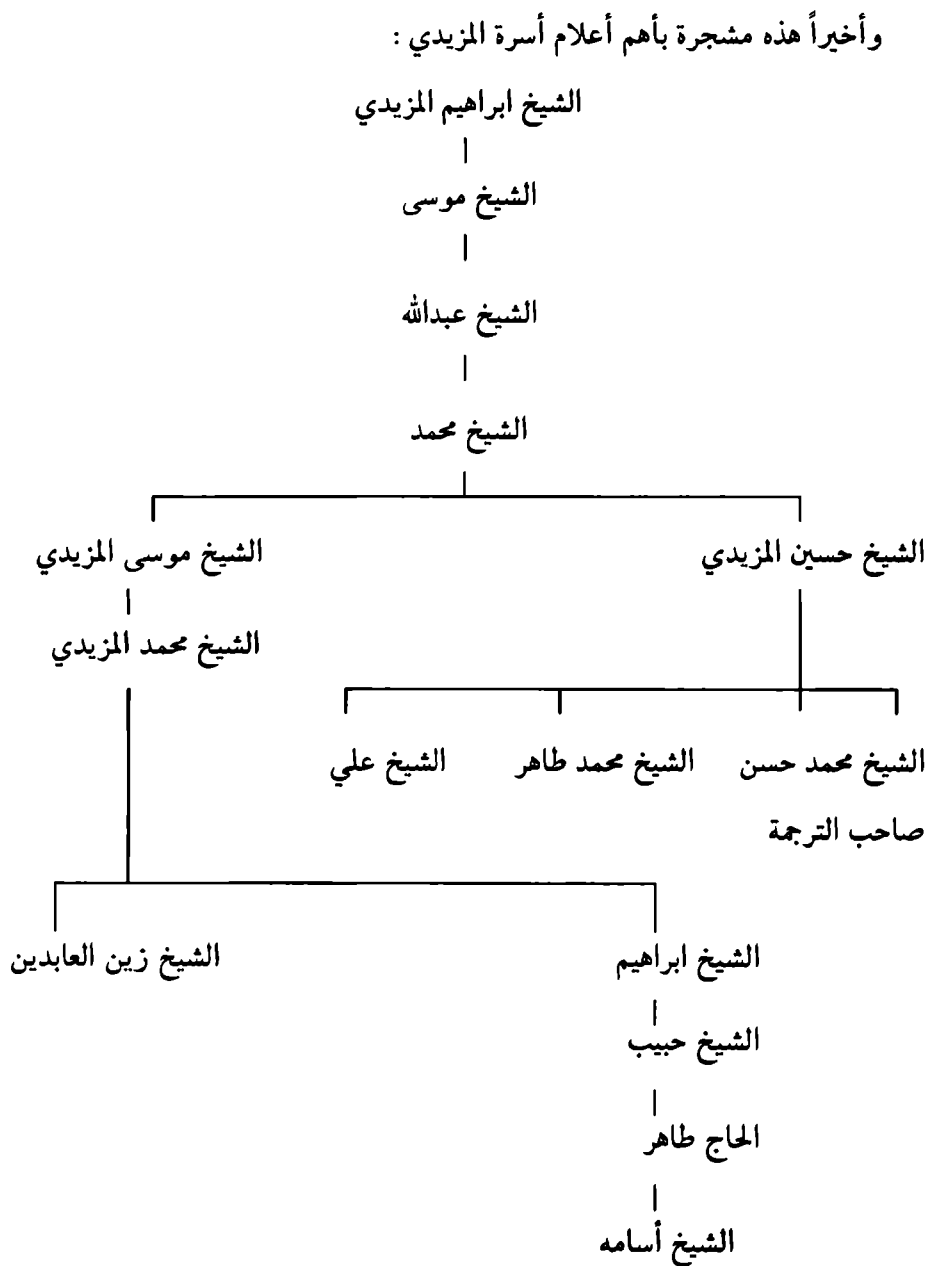 وأخيراً هذه مشجرة بأهم أعلام أسرة المزيدي :
الشيخ ابراهيم المزيدي
الشيخ موسى
الشيخ عبدالله
الشيخ محمد
الشيخ حسين المزيدي
الشيخ موسى المزيدي
الشيخ محمد المزيدي
الشيخ محمد حسن
صاحب الترجمة
الشيخ محمد طاهر
الشيخ علي
الشيخ ابراهيم
الشيخ زين العابدين
الشيخ حبيب
الحاج طاهر
الشيخ أسامه